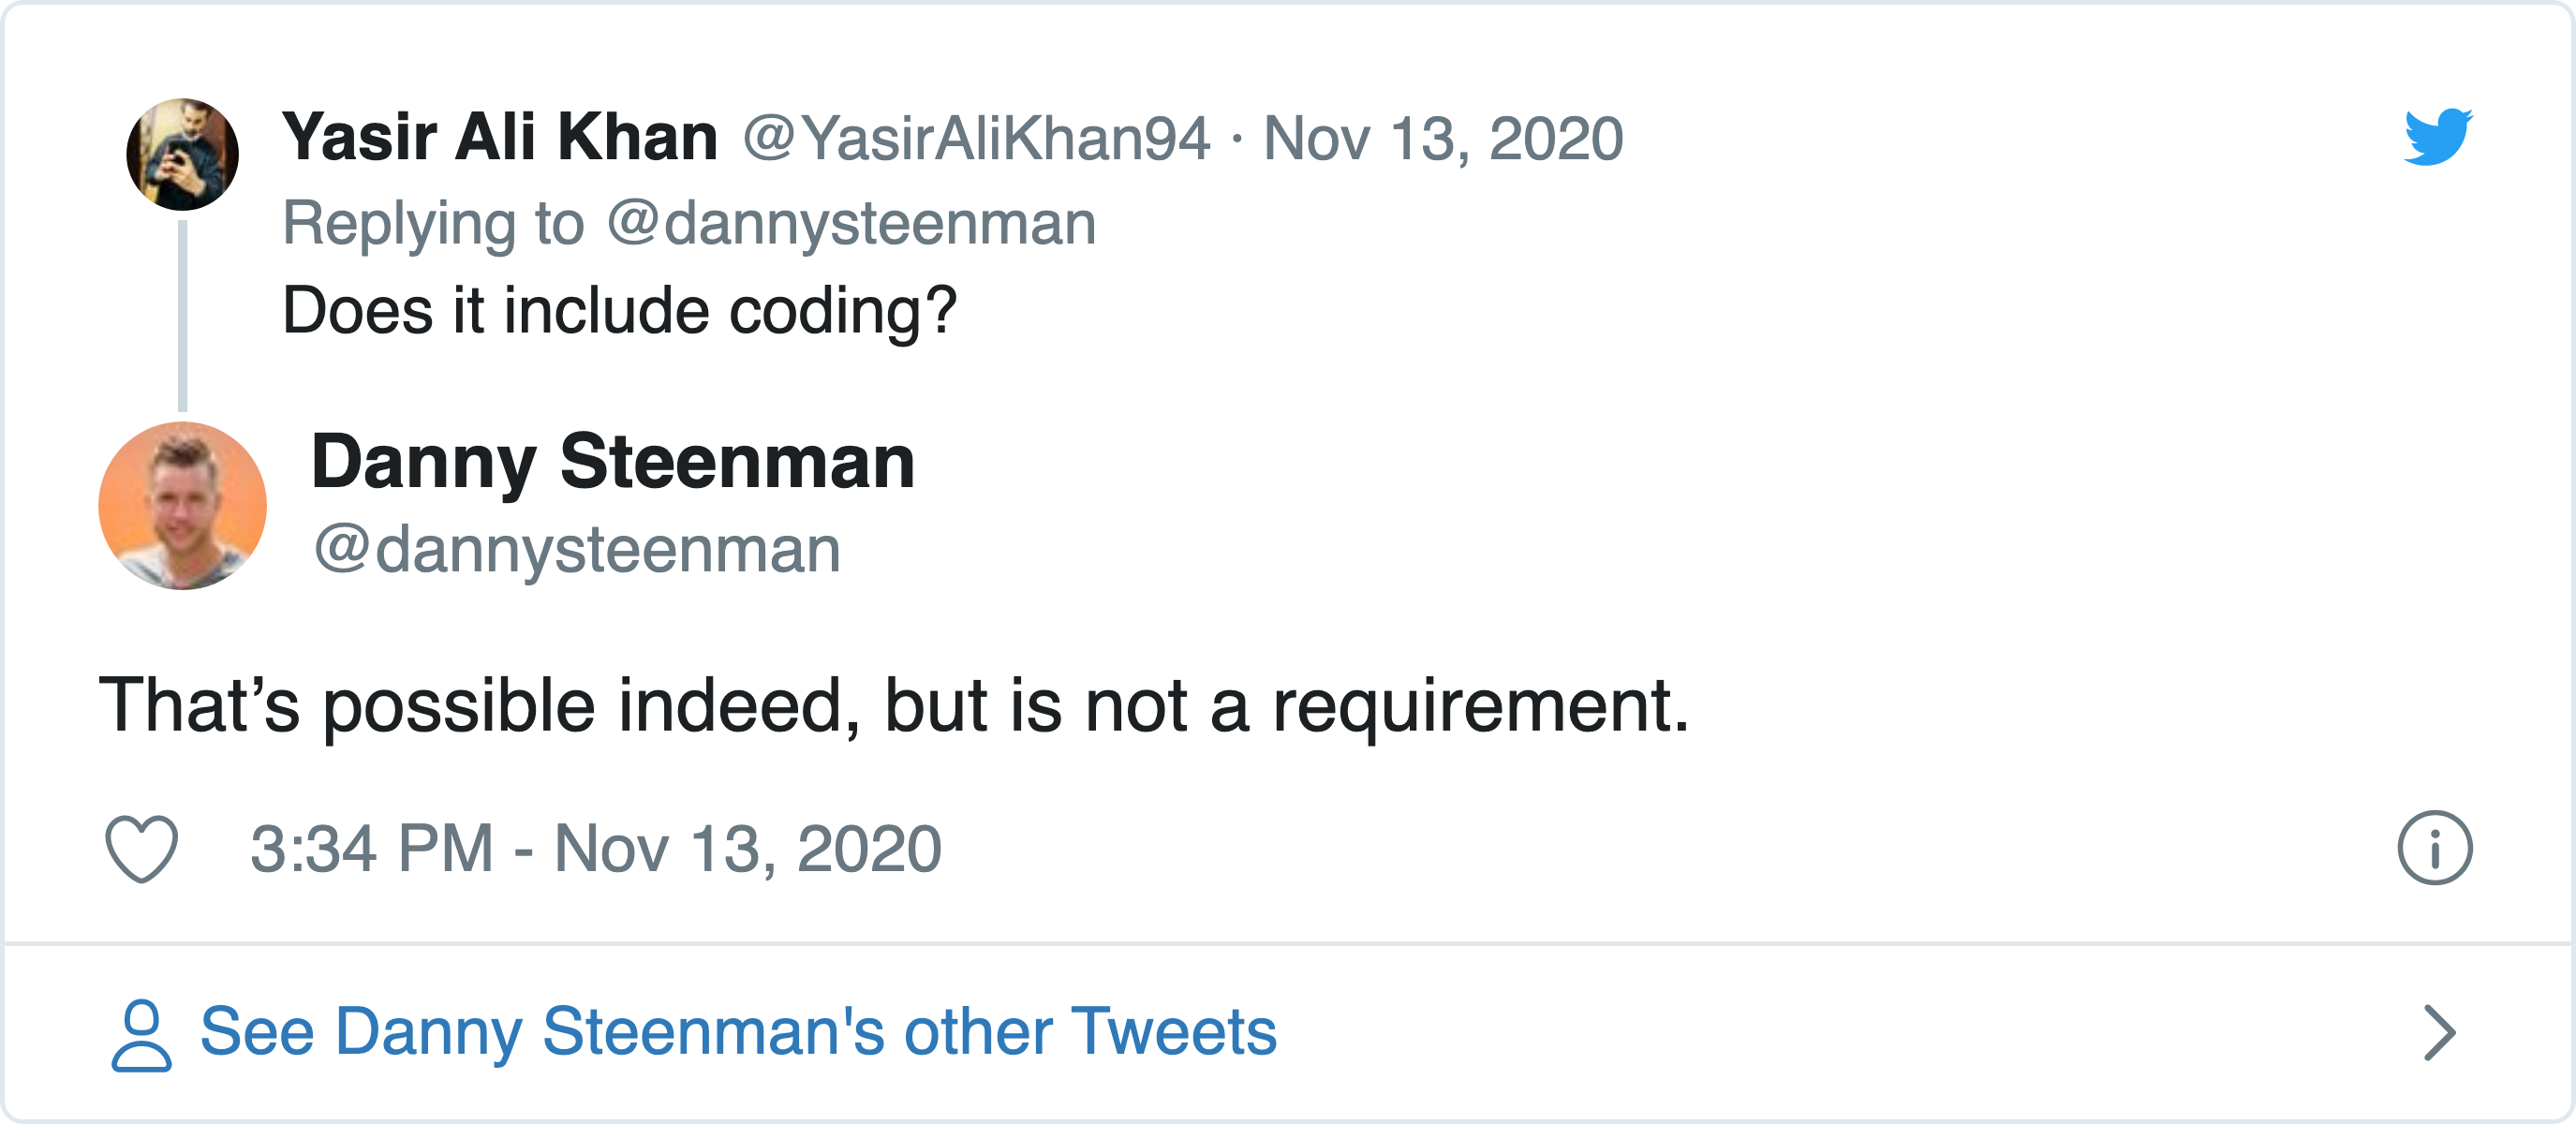 Yasir Ali Khan @YasirAliKhan94 · Nov 13, 2020
Replying to @dannysteenman
Does it include coding?
Danny Steenman
@dannysteenman
That’s possible indeed, but is not a requirement.
3:34 PM - Nov 13, 2020
See Danny Steenman's other Tweets